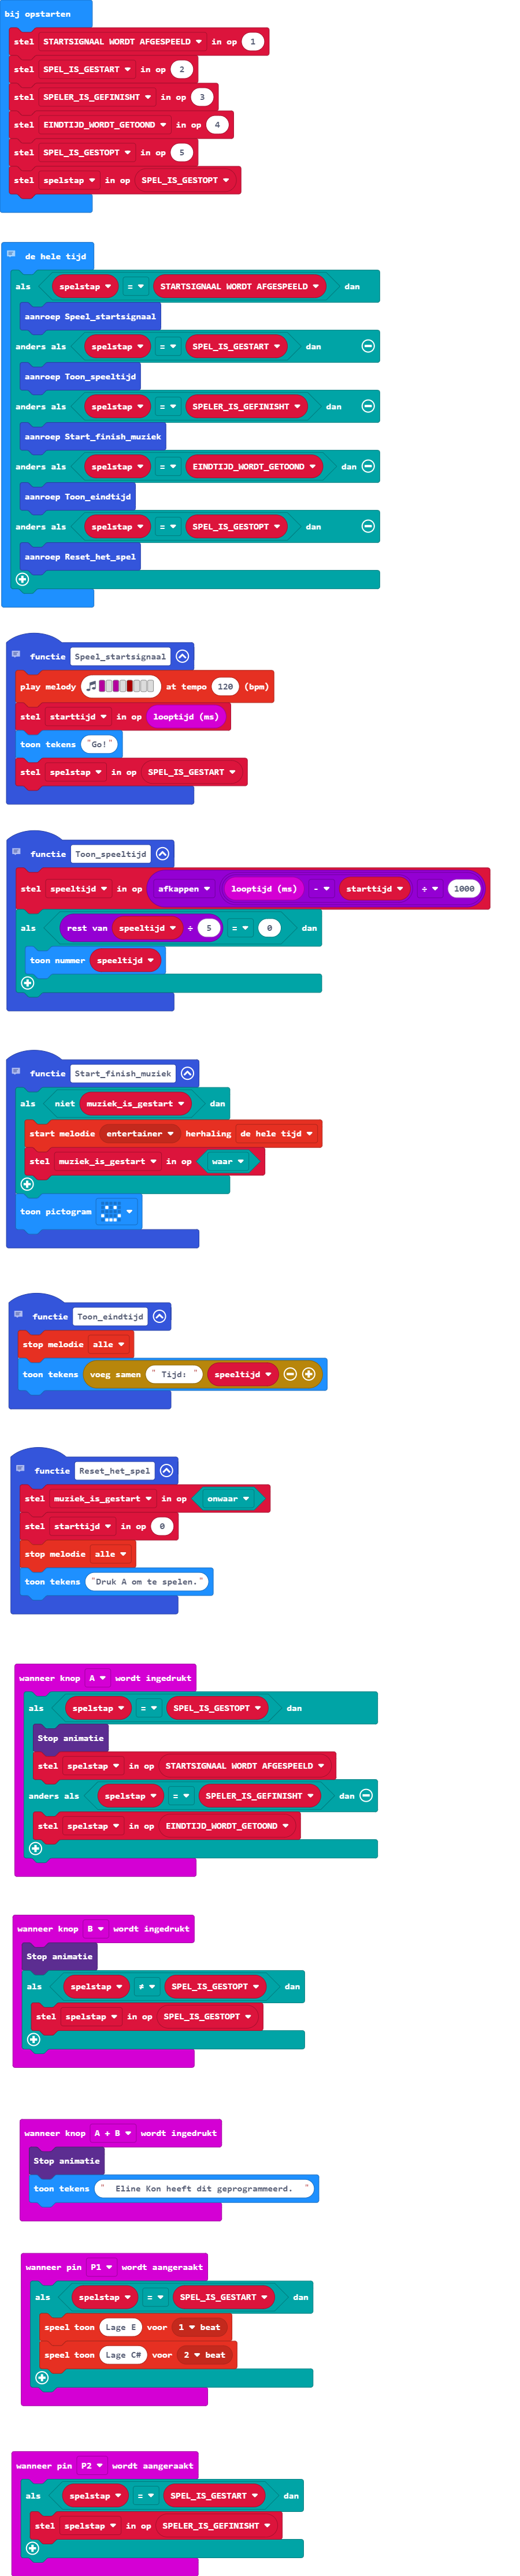 bij opstarten
stel STARTSIGNAAL WORDT AFGESPEELD in op 1
stel SPEL_IS_GESTART in op 2
stel SPELER_IS_GEFINISHT in op 3
stel EINDTIJD_WORDT_GETOOND in op 4
stel SPEL_IS_GESTOPT in op 5
stel spelstap in op SPEL_IS_GESTOPT
de hele tijd
als spelstap = STARTSIGNAAL WORDT AFGESPEELD dan
aanroep Speel_startsignaal
anders als spelstap = SPEL_IS_GESTART dan
aanroep Toon_speeltijd
anders als spelstap = SPELER_IS_GEFINISHT dan
aanroep Start_finish_muziek
anders als spelstap = EINDTIJD_WORDT_GETOOND dan
aanroep Toon_eindtijd
anders als spelstap = SPEL_IS_GESTOPT dan
aanroep Reset_het_spel
functie Speel_startsignaal
play melody at tempo 120 (bpm)
stel starttijd in op looptijd (ms)
toon tekens "Go!"
stel spelstap in op SPEL_IS_GESTART
functie Toon_speeltijd
stel speeltijd in op afkappen looptijd (ms) - starttijd ÷ 1000
als rest van speeltijd ÷ 5 = 0 dan
toon nummer speeltijd
functie Start_finish_muziek
als niet muziek_is_gestart dan
start melodie entertainer herhaling de hele tijd
stel muziek_is_gestart in op waar
toon pictogram
functie Toon_eindtijd
stop melodie alle
toon tekens voeg samen " Tijd: " speeltijd
functie Reset_het_spel
stel muziek_is_gestart in op onwaar
stel starttijd in op 0
stop melodie alle
toon tekens "Druk A om te spelen."
wanneer knop A wordt ingedrukt
als spelstap = SPEL_IS_GESTOPT dan
Stop animatie
stel spelstap in op STARTSIGNAAL WORDT AFGESPEELD
anders als spelstap = SPELER_IS_GEFINISHT dan
stel spelstap in op EINDTIJD_WORDT_GETOOND
wanneer knop B wordt ingedrukt
Stop animatie
als spelstap ≠ SPEL_IS_GESTOPT dan
stel spelstap in op SPEL_IS_GESTOPT
wanneer knop A + B wordt ingedrukt
Stop animatie
toon tekens " Eline Kon heeft dit geprogrammeerd. "
wanneer pin P1 wordt aangeraakt
als spelstap = SPEL_IS_GESTART dan
speel toon Lage E voor 1 beat
speel toon Lage C# voor 2 beat
wanneer pin P2 wordt aangeraakt
als spelstap = SPEL_IS_GESTART dan
stel spelstap in op SPELER_IS_GEFINISHT